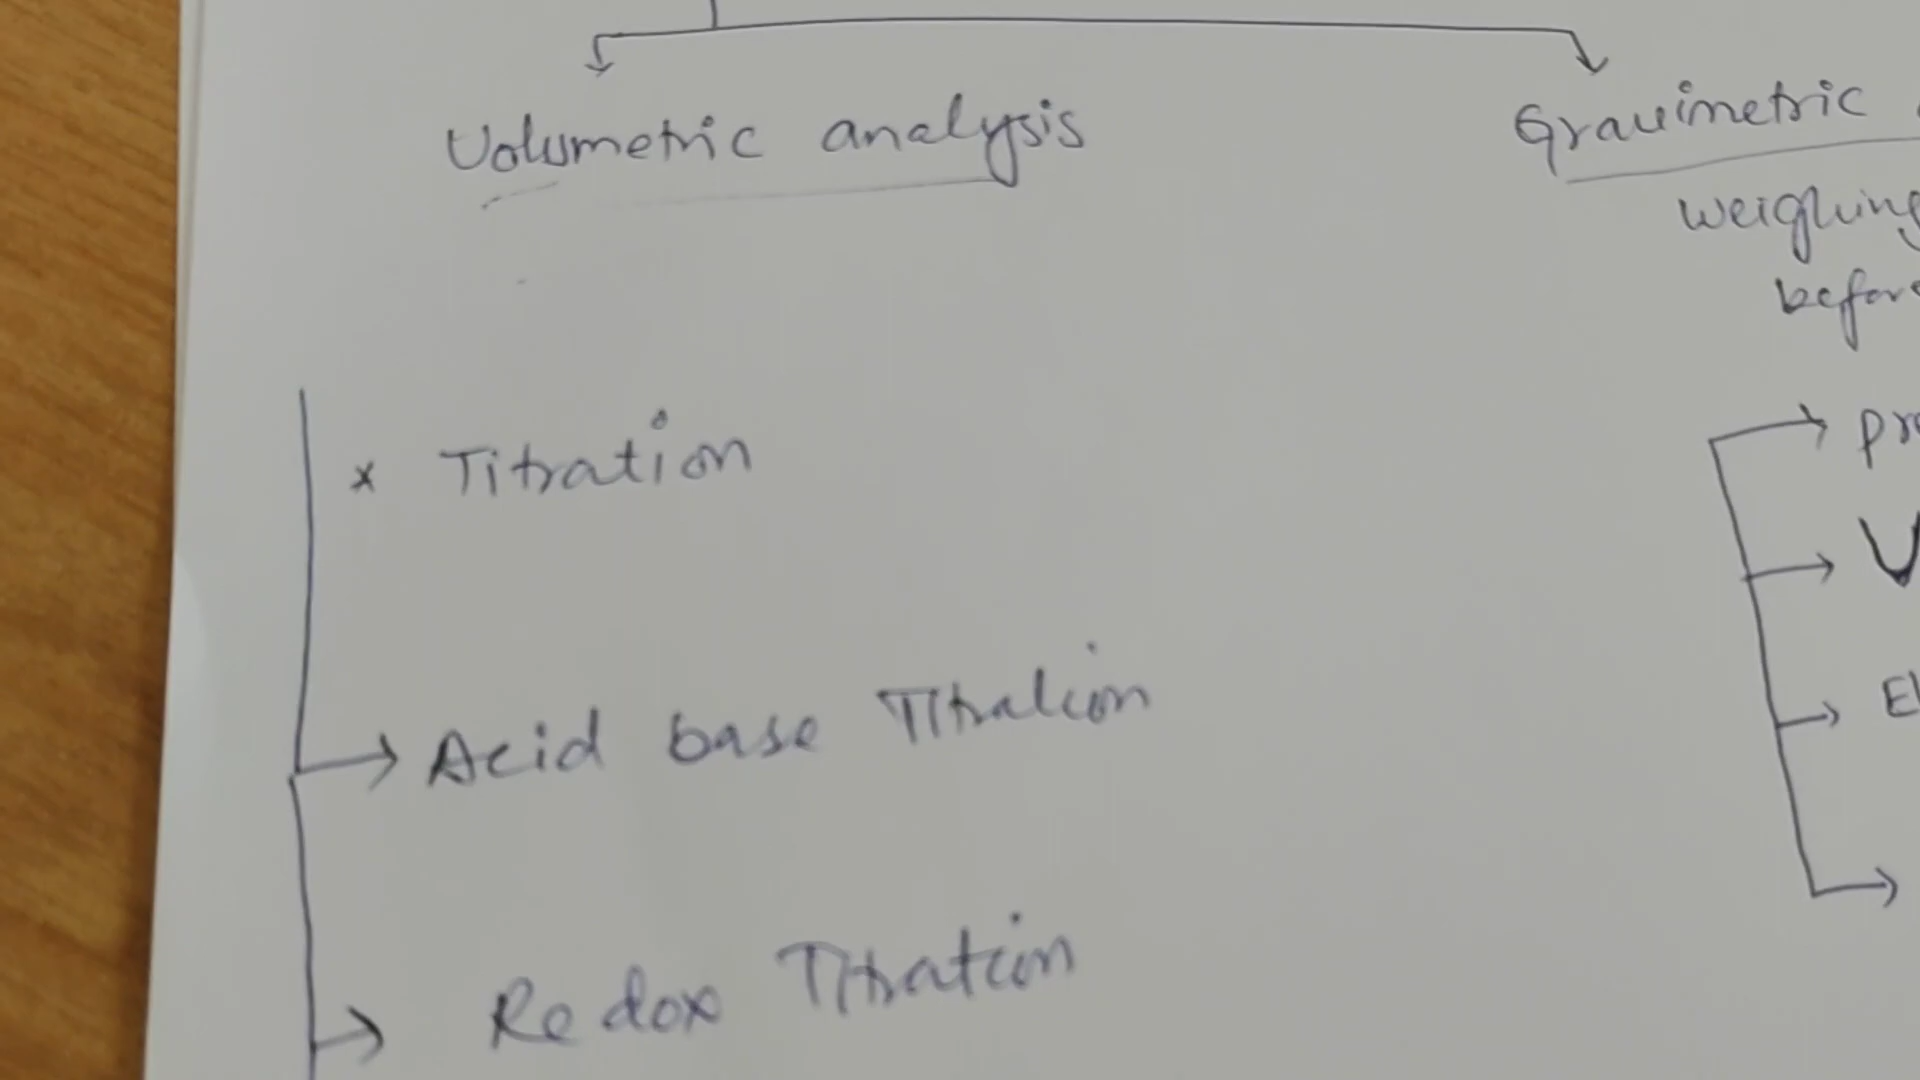 Volumetric analysis
Gravimetric
weighing
before
* Titration
Acid base Titration
Redox Titration